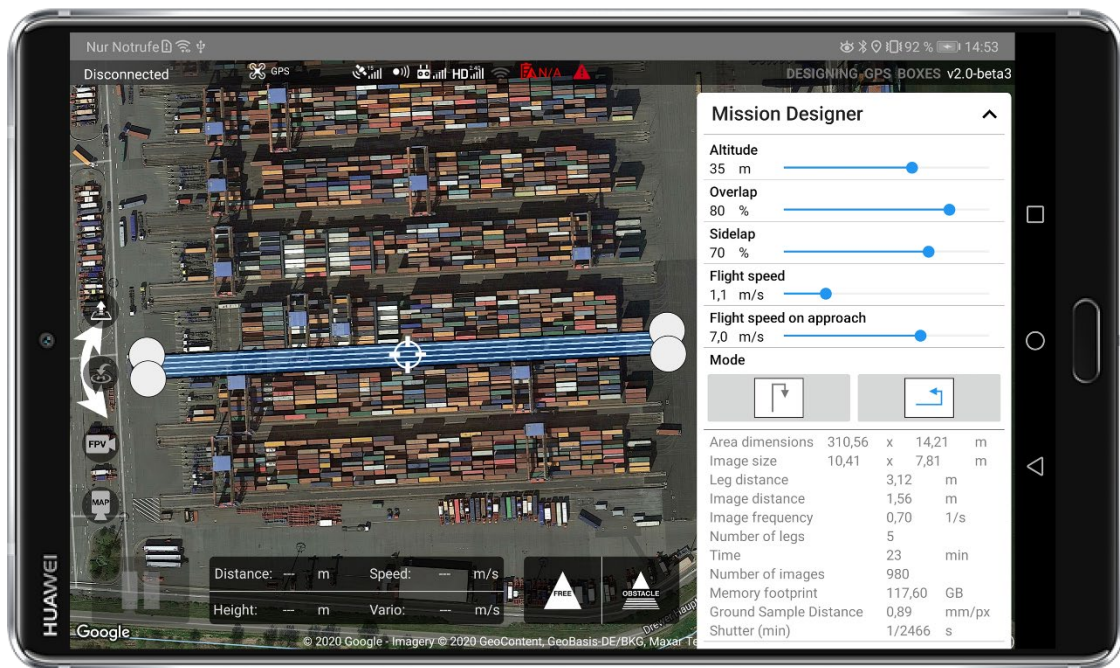 Nur Notrufe 92 % 14:53
Disconnected GPS 15 HD 2.4G N/A DESIGNING GPS BOXES v2.0-beta3
Mission Designer
Altitude
35 m
Overlap
80 %
Sidelap
70 %
Flight speed
1,1 m/s
Flight speed on approach
7,0 m/s
Mode
Area dimensions 310,56 x 14,21 m
Image size 10,41 x 7,81 m
Leg distance 3,12 m
Image distance 1,56 m
Image frequency 0,70 1/s
Number of legs 5
Time 23 min
Number of images 980
Memory footprint 117,60 GB
Ground Sample Distance 0,89 mm/px
Shutter (min) 1/2466 s
FPV
MAP
Distance: --- m Speed: --- m/s
Height: --- m Vario: --- m/s
FREE
OBSTACLE
Google
© 2020 Google - Imagery © 2020 GeoContent, GeoBasis-DE/BKG, Maxar
HUAWEI